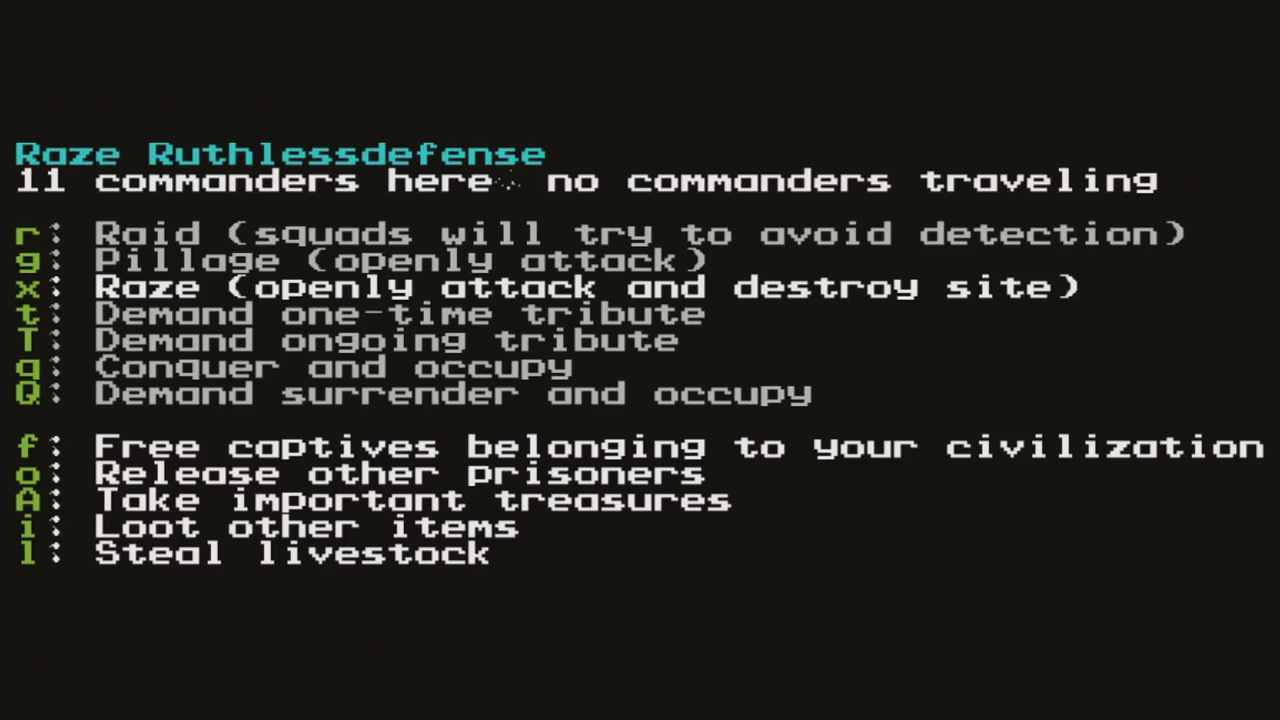 Raze Ruthlessdefense
11 commanders here, no commanders traveling
r: Raid (squads will try to avoid detection)
g: Pillage (openly attack)
x: Raze (openly attack and destroy site)
t: Demand one-time tribute
T: Demand ongoing tribute
q: Conquer and occupy
Q: Demand surrender and occupy
f: Free captives belonging to your civilization
o: Release other prisoners
A: Take important treasures
i: Loot other items
l: Steal livestock